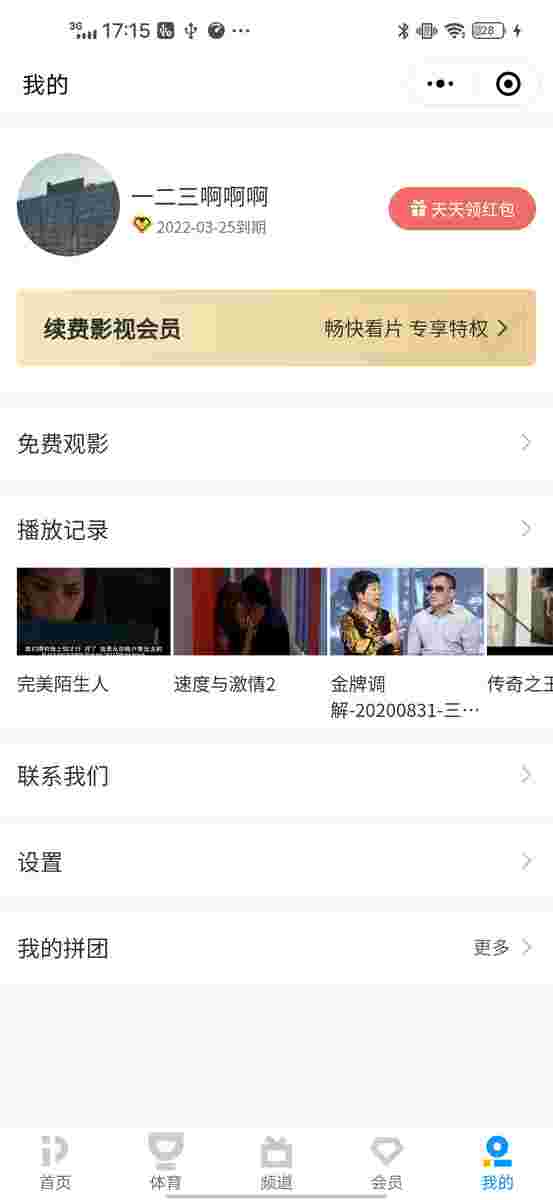 3G 17:15 28
我的
一二三啊啊啊
2022-03-25到期
天天领红包
续费影视会员 畅快看片 专享特权
免费观影
播放记录
完美陌生人
速度与激情2
金牌调
解-20200831-三…
传奇之王
联系我们
设置
我的拼团 更多
首页 体育 频道 会员 我的